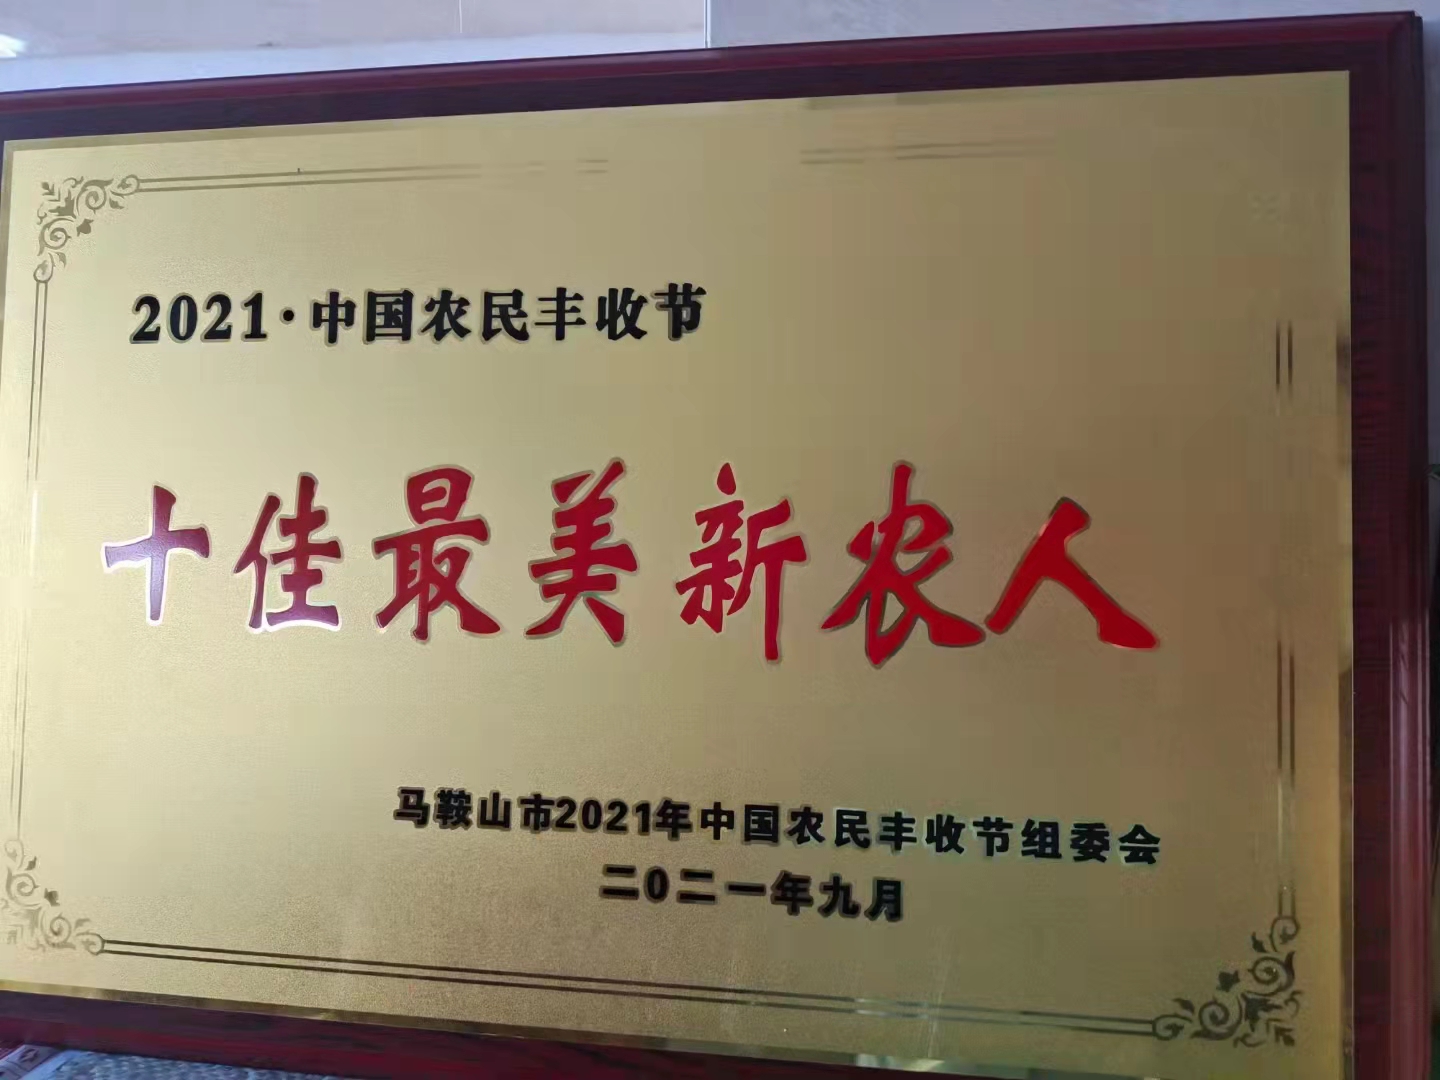 2021·中国农民丰收节
十佳最美新农人
马鞍山市2021年中国农民丰收节组委会
二0二一年九月